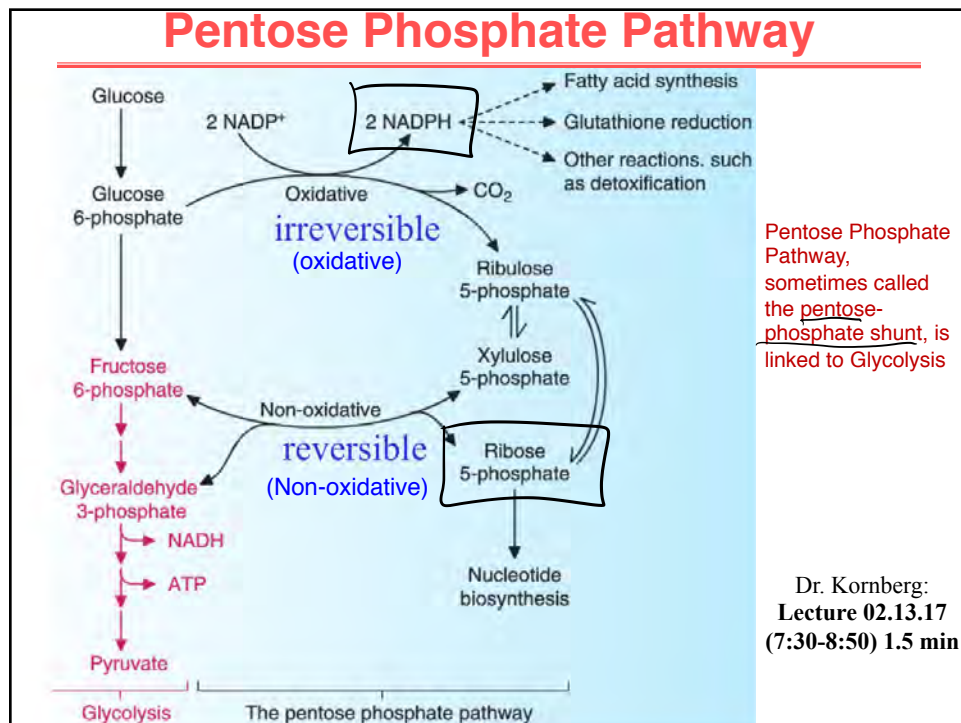 Pentose Phosphate Pathway
Glucose
2 NADP+
2 NADPH
Fatty acid synthesis
Glutathione reduction
Other reactions. such
as detoxification
Glucose
6-phosphate
Oxidative
CO₂
irreversible
(oxidative)
Ribulose
5-phosphate
Xylulose
5-phosphate
Fructose
6-phosphate
Non-oxidative
reversible
(Non-oxidative)
Ribose
5-phosphate
Glyceraldehyde
3-phosphate
NADH
ATP
Nucleotide
biosynthesis
Pyruvate
Glycolysis
The pentose phosphate pathway
Pentose Phosphate
Pathway,
sometimes called
the pentose-
phosphate shunt, is
linked to Glycolysis
Dr. Kornberg:
Lecture 02.13.17
(7:30-8:50) 1.5 min